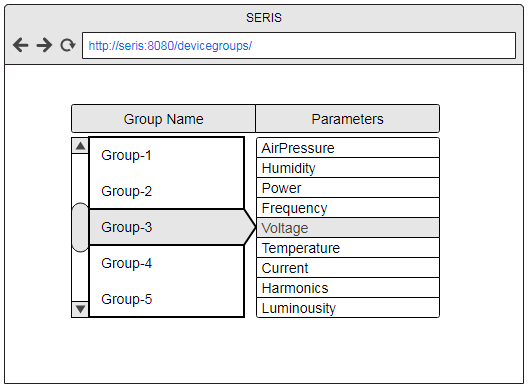 SERIS
http://seris:8080/devicegroups/
Group Name Parameters
Group-1
Group-2
Group-3
Group-4
Group-5
AirPressure
Humidity
Power
Frequency
Voltage
Temperature
Current
Harmonics
Luminousity